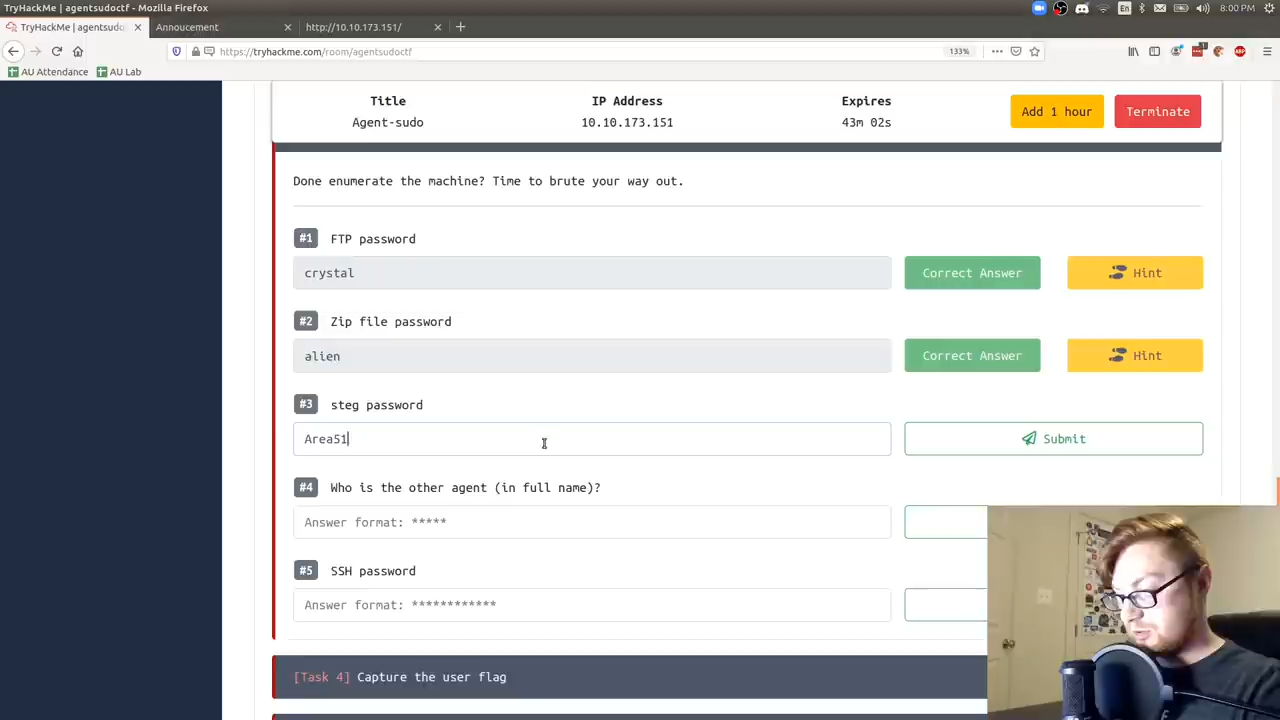 TryHackMe | agentsudoctf - Mozilla Firefox
En
8:00 PM
TryHackMe | agentsudoc
Annoucement
http://10.10.173.151/
https://tryhackme.com/room/agentsudoctf
133%
AU Attendance
AU Lab
Title
IP Address
Expires
Agent-sudo
10.10.173.151
43m 02s
Add 1 hour
Terminate
Done enumerate the machine? Time to brute your way out.
#1 FTP password
crystal
Correct Answer
Hint
#2 Zip file password
alien
Correct Answer
Hint
#3 steg password
Area51
Submit
#4 Who is the other agent (in full name)?
Answer format: *****
#5 SSH password
Answer format: ************
[Task 4] Capture the user flag